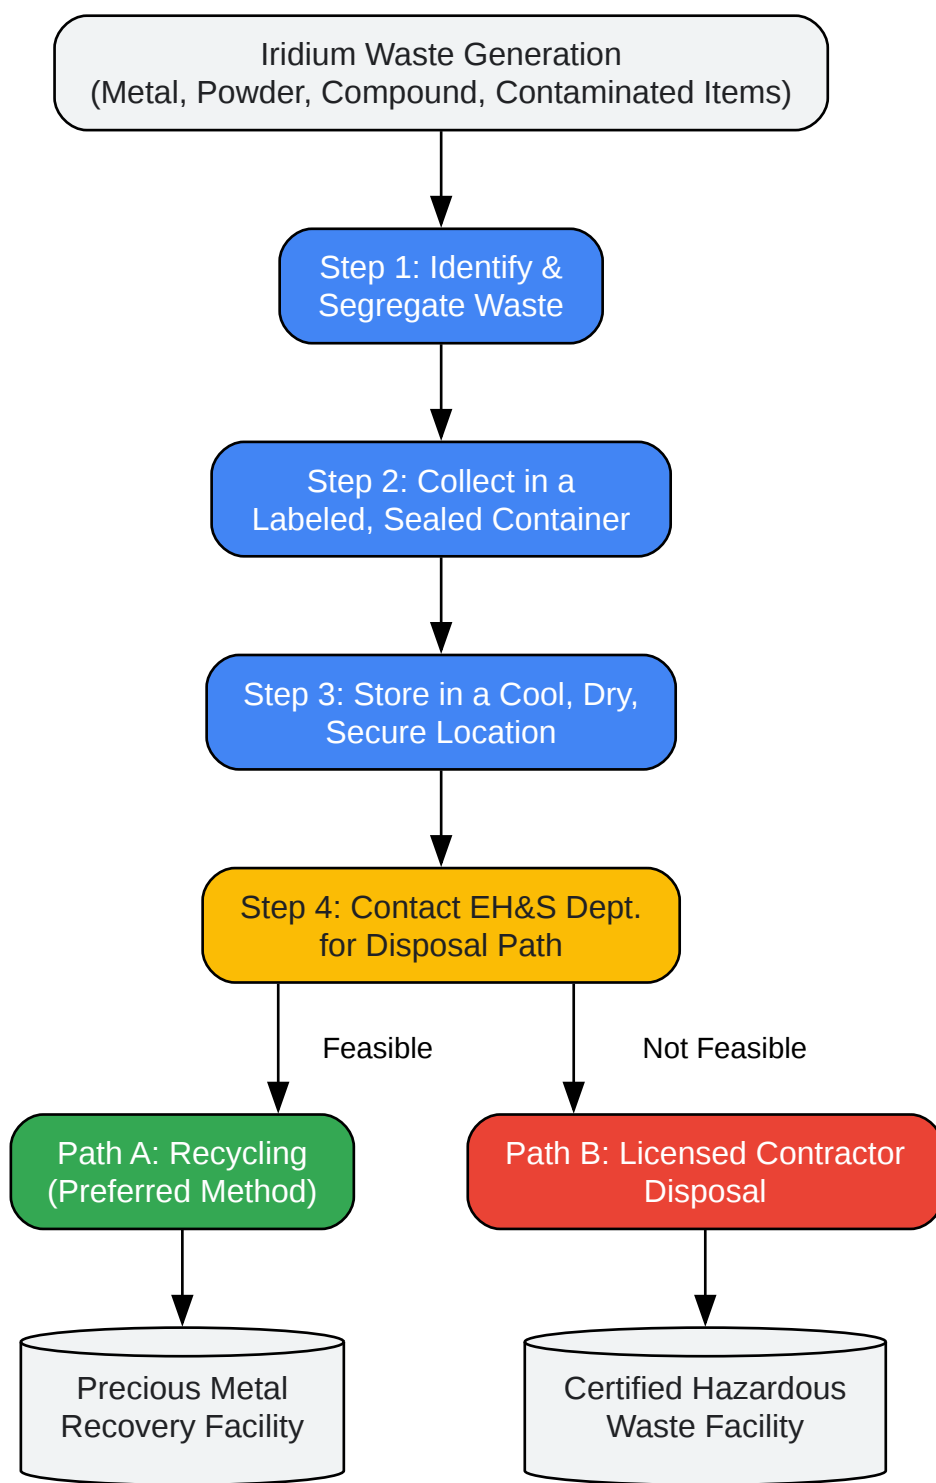 Iridium Waste Generation
(Metal, Powder, Compound, Contaminated Items)
Step 1: Identify &
Segregate Waste
Step 2: Collect in a
Labeled, Sealed Container
Step 3: Store in a Cool, Dry,
Secure Location
Step 4: Contact EH&S Dept.
for Disposal Path
Feasible
Not Feasible
Path A: Recycling
(Preferred Method)
Path B: Licensed Contractor
Disposal
Precious Metal
Recovery Facility
Certified Hazardous
Waste Facility